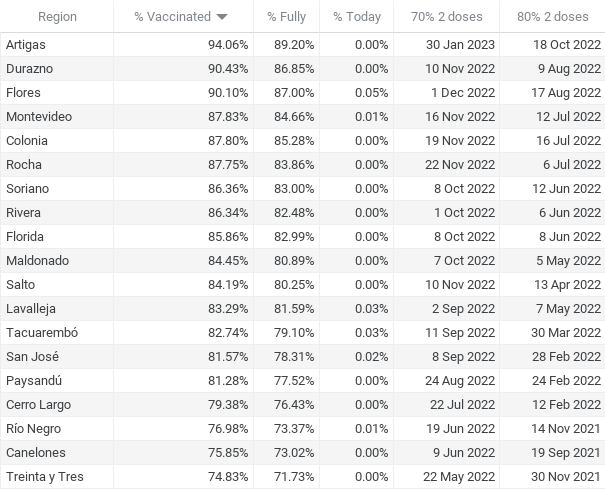 Region % Vaccinated % Fully % Today 70% 2 doses 80% 2 doses
Artigas 94.06% 89.20% 0.00% 30 Jan 2023 18 Oct 2022
Durazno 90.43% 86.85% 0.00% 10 Nov 2022 9 Aug 2022
Flores 90.10% 87.00% 0.05% 1 Dec 2022 17 Aug 2022
Montevideo 87.83% 84.66% 0.01% 16 Nov 2022 12 Jul 2022
Colonia 87.80% 85.28% 0.00% 19 Nov 2022 16 Jul 2022
Rocha 87.75% 83.86% 0.00% 22 Nov 2022 6 Jul 2022
Soriano 86.36% 83.00% 0.00% 8 Oct 2022 12 Jun 2022
Rivera 86.34% 82.48% 0.00% 1 Oct 2022 6 Jun 2022
Florida 85.86% 82.99% 0.00% 8 Oct 2022 8 Jun 2022
Maldonado 84.45% 80.89% 0.00% 7 Oct 2022 5 May 2022
Salto 84.19% 80.25% 0.00% 10 Nov 2022 13 Apr 2022
Lavalleja 83.29% 81.59% 0.03% 2 Sep 2022 7 May 2022
Tacuarembó 82.74% 79.10% 0.03% 11 Sep 2022 30 Mar 2022
San José 81.57% 78.31% 0.02% 8 Sep 2022 28 Feb 2022
Paysandú 81.28% 77.52% 0.00% 24 Aug 2022 24 Feb 2022
Cerro Largo 79.38% 76.43% 0.00% 22 Jul 2022 12 Feb 2022
Río Negro 76.98% 73.37% 0.01% 19 Jun 2022 14 Nov 2021
Canelones 75.85% 73.02% 0.00% 9 Jun 2022 19 Sep 2021
Treinta y Tres 74.83% 71.73% 0.00% 22 May 2022 30 Nov 2021